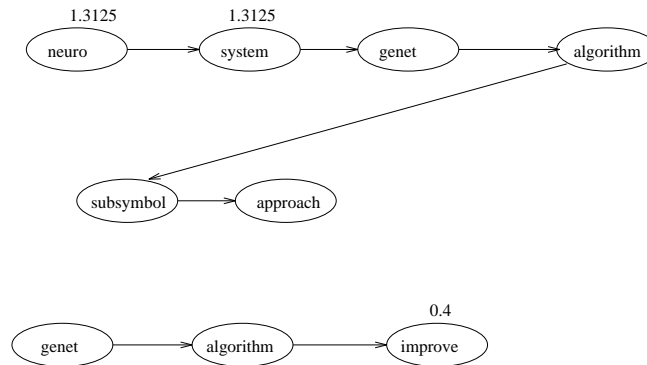 1.3125 1.3125
neuro system genet algorithm
subsymbol approach
0.4
genet algorithm improve